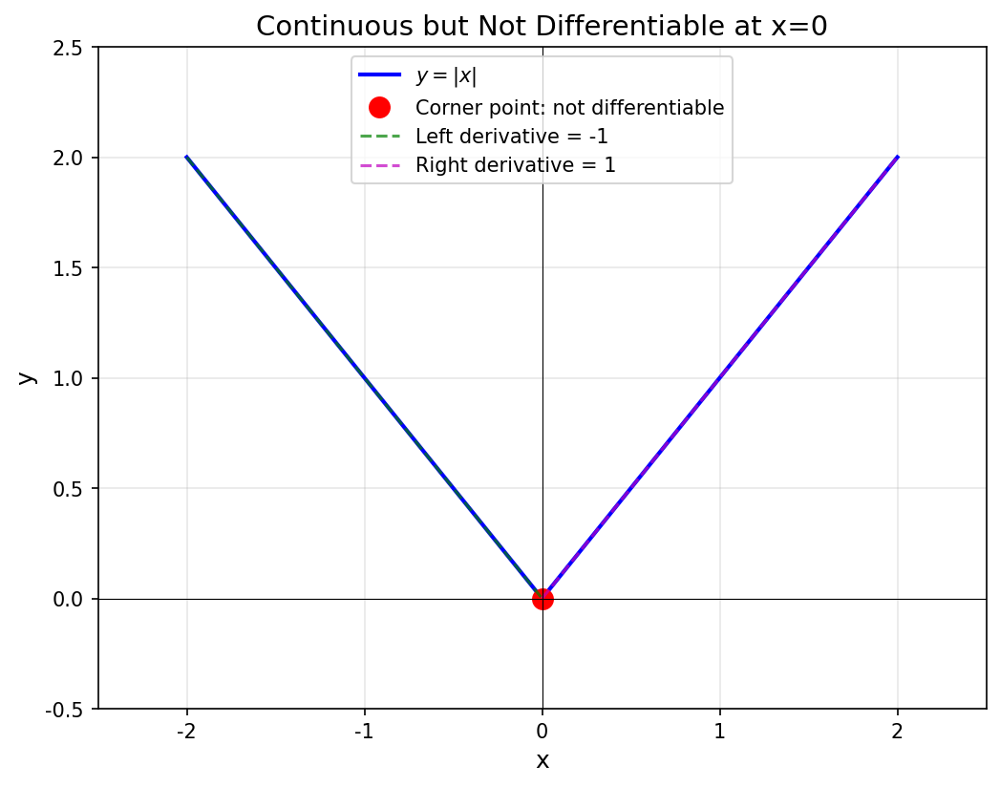 Continuous but Not Differentiable at x=0
y = |x|
Corner point: not differentiable
Left derivative = -1
Right derivative = 1
2.5
2.0
1.5
1.0
0.5
0.0
-0.5
y
-2 -1 0 1 2
x